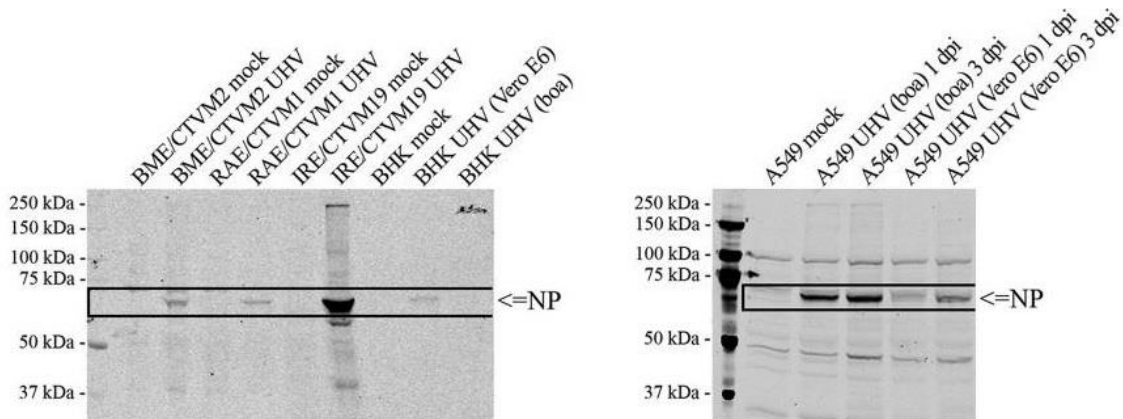 BME/CTVM2 mock
BME/CTVM2 UHV
RAE/CTVM1 mock
RAE/CTVM1 UHV
IRE/CTVM19 mock
IRE/CTVM19 UHV
BHK mock
BHK UHV (Vero E6)
BHK UHV (boa)
250 kDa -
150 kDa -
100 kDa -
75 kDa -
50 kDa -
37 kDa -
<=NP
A549 mock
A549 UHV (boa) 1 dpi
A549 UHV (boa) 3 dpi
A549 UHV (Vero E6) 1 dpi
A549 UHV (Vero E6) 3 dpi
250 kDa -
150 kDa -
100 kDa -
75 kDa -
50 kDa -
37 kDa -
<=NP